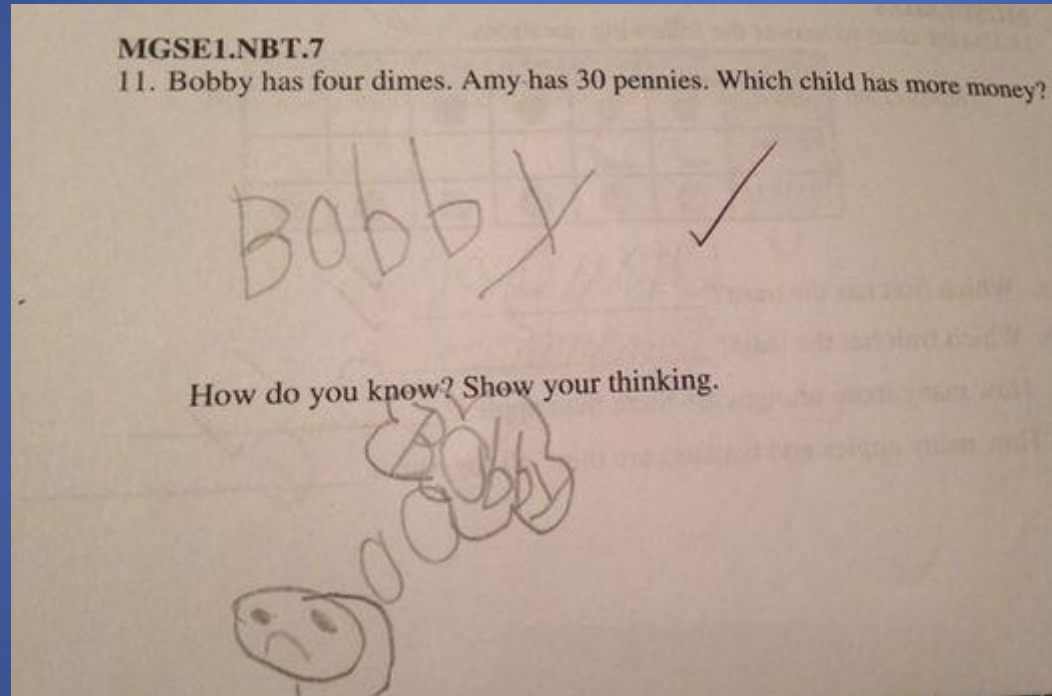 MGSE1.NBT.7
11. Bobby has four dimes. Amy has 30 pennies. Which child has more money?
Bobby
How do you know? Show your thinking.
Bobby